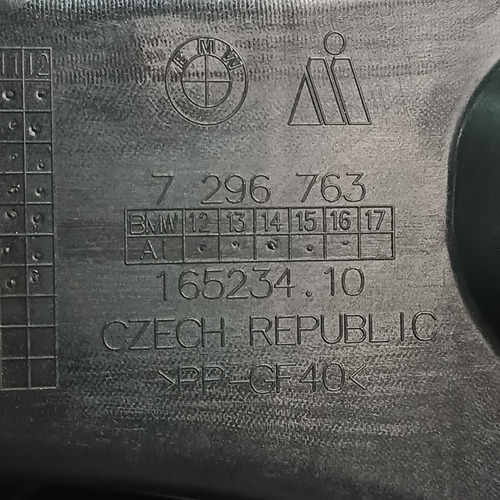 11 12
BMW
7 296 763
BMW 12 13 14 15 16 17
AI
165234.10
CZECH REPUBLIC
>PP-GF40<